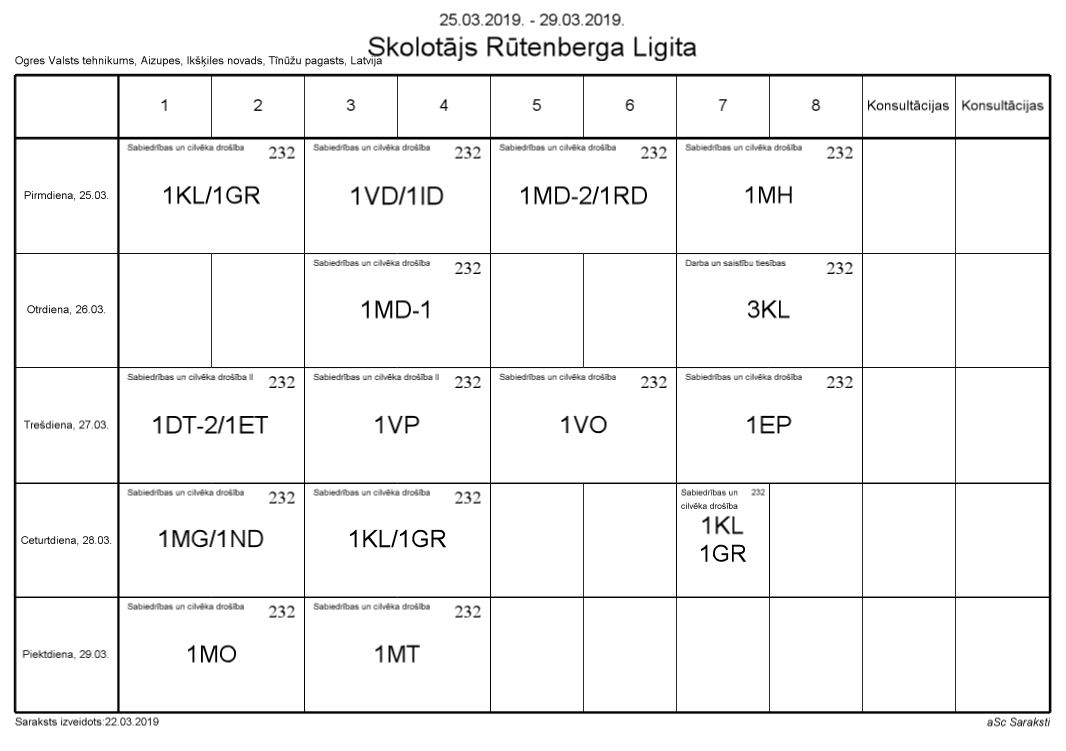 25.03.2019. - 29.03.2019.
Skolotājs Rūtenberga Ligita
Ogres Valsts tehnikums, Aizupes, Ikšķiles novads, Tīnūžu pagasts, Latvija
1 2 3 4 5 6 7 8 Konsultācijas Konsultācijas
Sabiedrības un cilvēka drošība 232 Sabiedrības un cilvēka drošība 232 Sabiedrības un cilvēka drošība 232 Sabiedrības un cilvēka drošība 232
Pirmdiena, 25.03. 1KL/1GR 1VD/1ID 1MD-2/1RD 1MH
Sabiedrības un cilvēka drošība 232 Darba un saistību tiesības 232
Otrdiena, 26.03. 1MD-1 3KL
Sabiedrības un cilvēka drošība II 232 Sabiedrības un cilvēka drošība II 232 Sabiedrības un cilvēka drošība 232 Sabiedrības un cilvēka drošība 232
Trešdiena, 27.03. 1DT-2/1ET 1VP 1VO 1EP
Sabiedrības un cilvēka drošība 232 Sabiedrības un cilvēka drošība 232 Sabiedrības un 232
cilvēka drošība
1KL
Ceturtdiena, 28.03. 1MG/1ND 1KL/1GR
1GR
Sabiedrības un cilvēka drošība 232 Sabiedrības un cilvēka drošība 232
Piektdiena, 29.03. 1MO 1MT
Saraksts izveidots:22.03.2019 aSc Saraksti